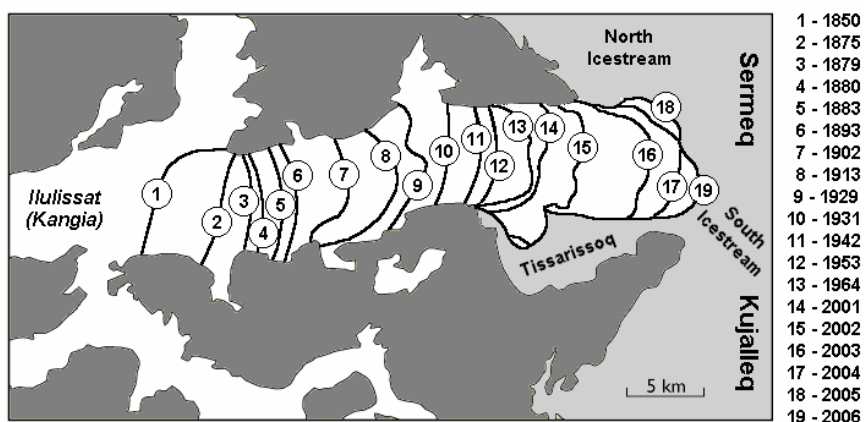 North
Icestream
Sermeq
Ilulissat
(Kangia)
1
2
3
4
5
6
7
8
9
10
11
12
13
14
15
16
17
18
19
Tissarissoq
South
Icestream
Kujalleq
5 km
1 - 1850
2 - 1875
3 - 1879
4 - 1880
5 - 1883
6 - 1893
7 - 1902
8 - 1913
9 - 1929
10 - 1931
11 - 1942
12 - 1953
13 - 1964
14 - 2001
15 - 2002
16 - 2003
17 - 2004
18 - 2005
19 - 2006